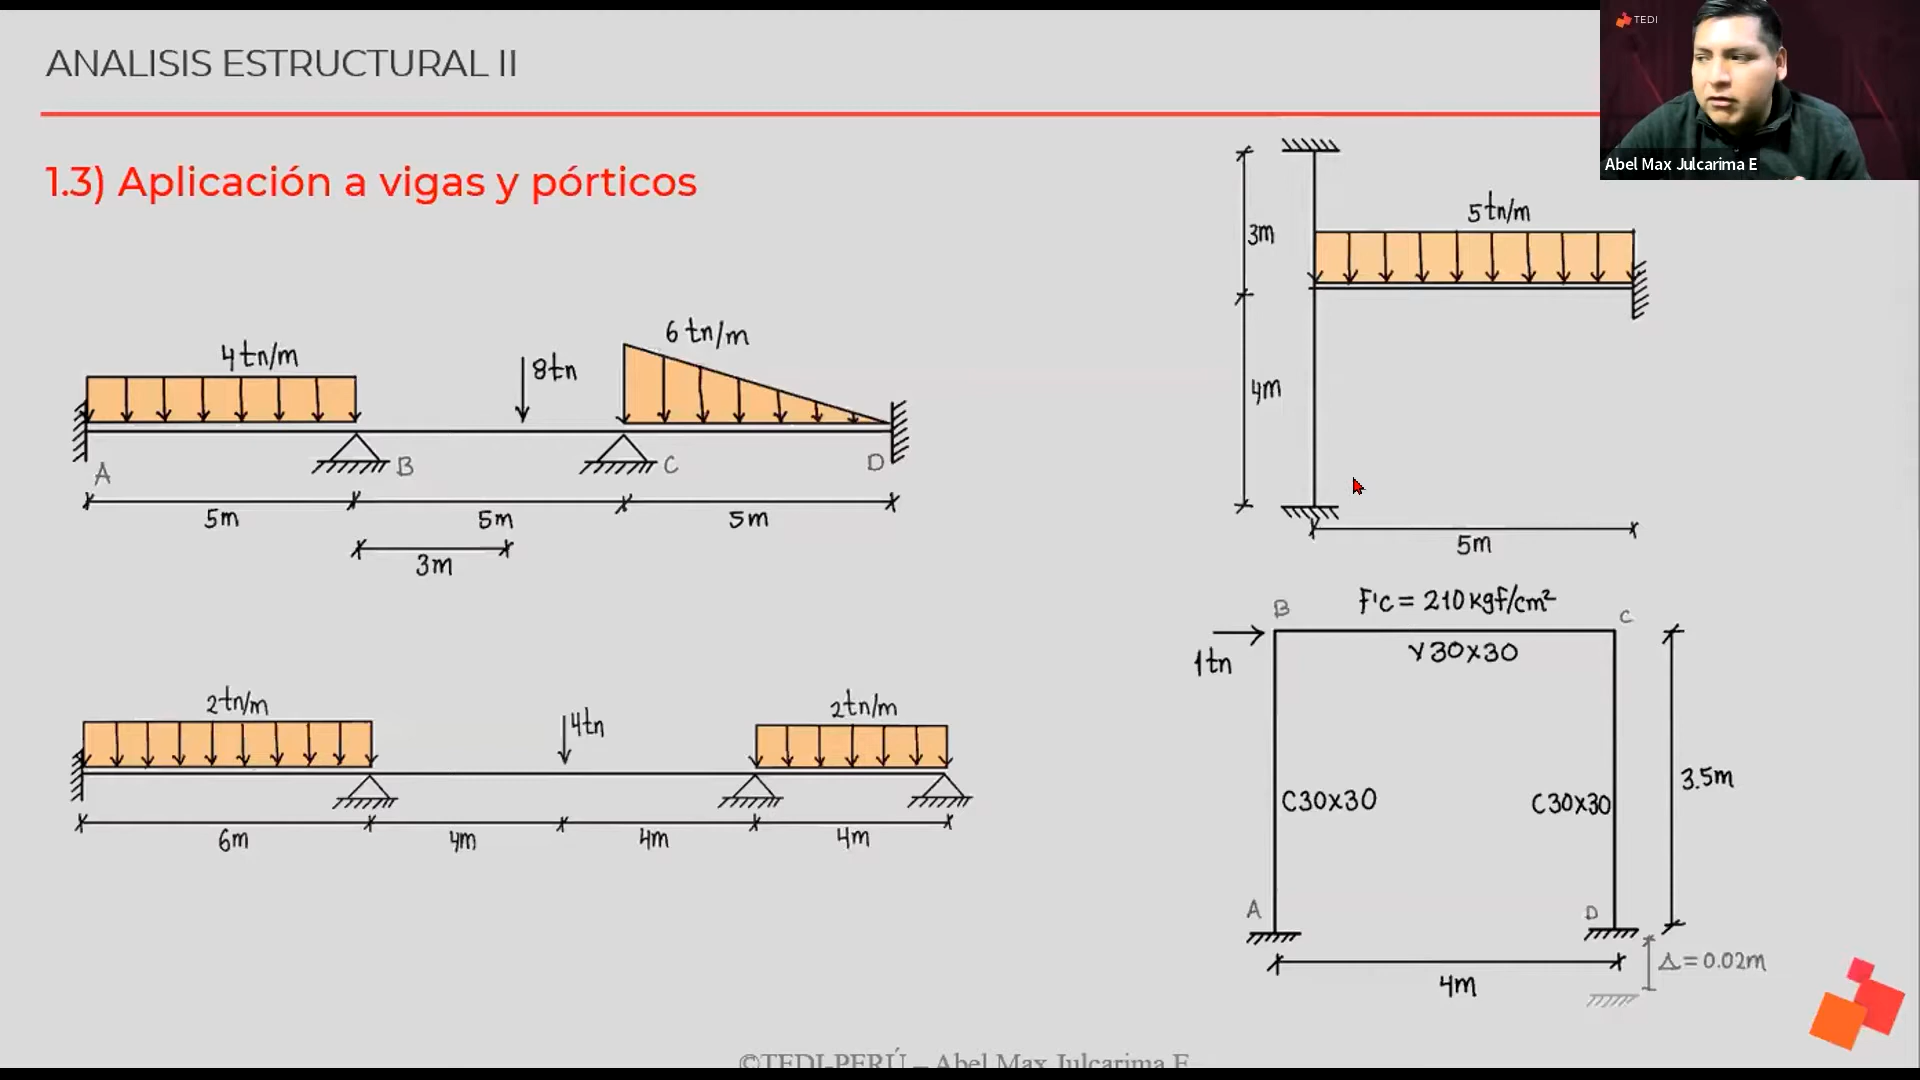 ANALISIS ESTRUCTURAL II
TEDI
Abel Max Julcarima E
1.3) Aplicación a vigas y pórticos
4tn/m
8tn
6tn/m
A
B
C
D
5m
5m
5m
3m
3m
5tn/m
4m
5m
2tn/m
4tn
2tn/m
6m
4m
4m
4m
F'c = 210 kgf/cm²
B
C
1tn
V30x30
C30x30
C30x30
3.5m
A
D
4m
Δ=0.02m
©TEDI-PERÚ – Abel Max Julcarima E